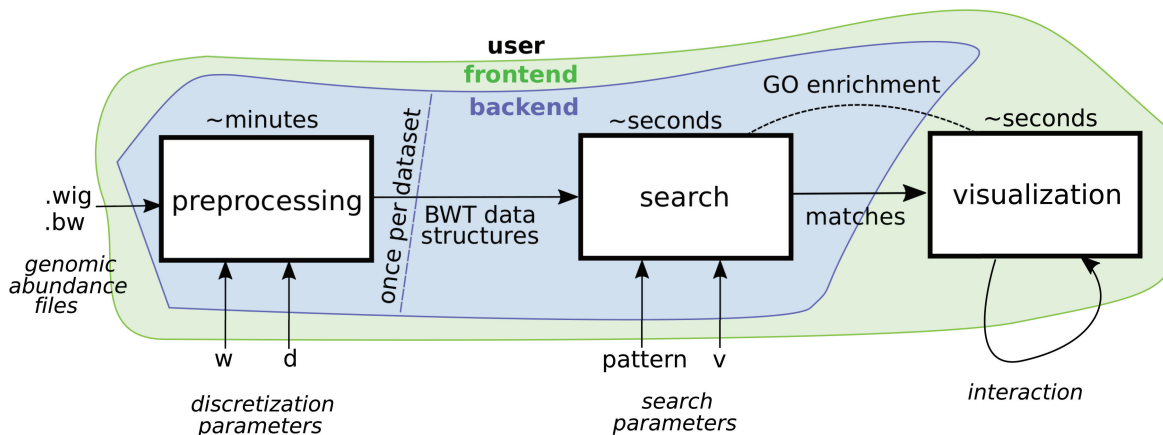 user
frontend
backend
GO enrichment
~minutes
~seconds
~seconds
.wig
.bw
preprocessing
once per dataset
BWT data
structures
search
matches
visualization
genomic
abundance
files
w
d
pattern
v
discretization
parameters
search
parameters
interaction